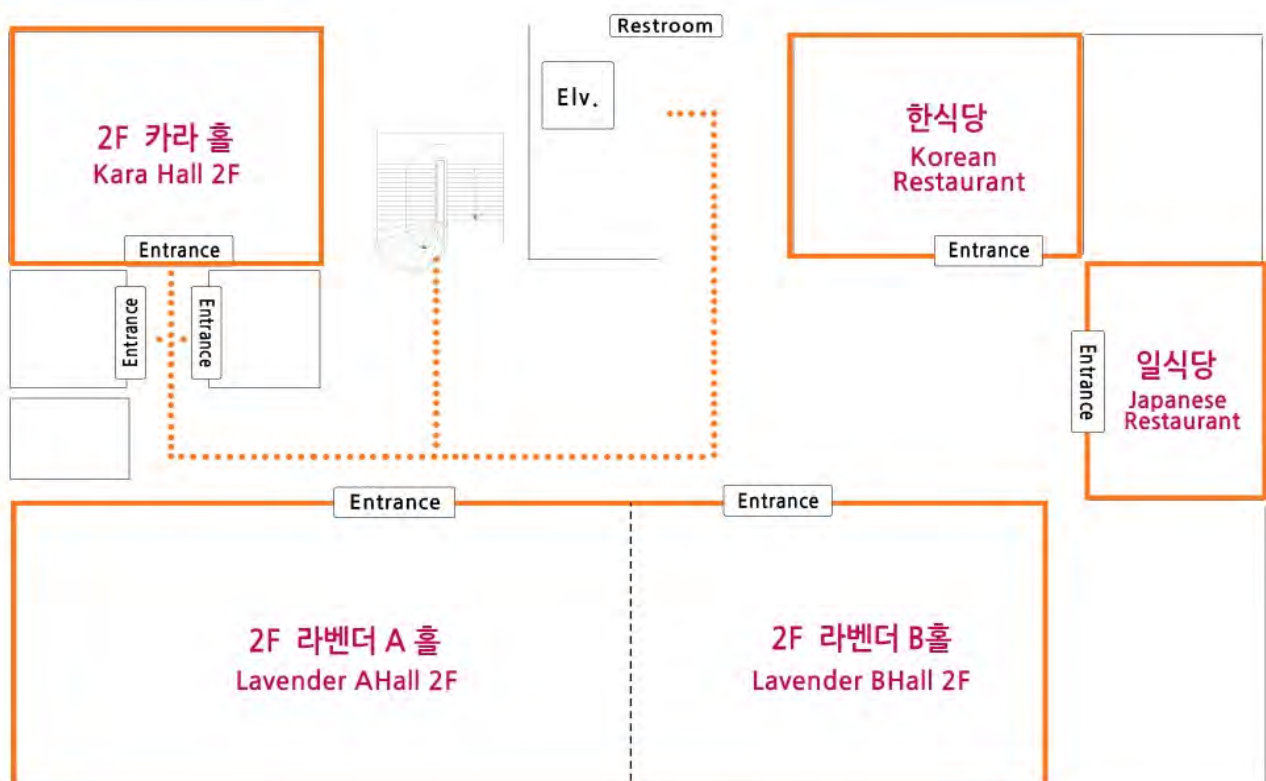 Restroom
Elv.
2F 카라 홀
Kara Hall 2F
Entrance
Entrance
Entrance
한식당
Korean
Restaurant
Entrance
Entrance
일식당
Japanese
Restaurant
Entrance
Entrance
2F 라벤더 A 홀
Lavender AHall 2F
2F 라벤더 B홀
Lavender BHall 2F